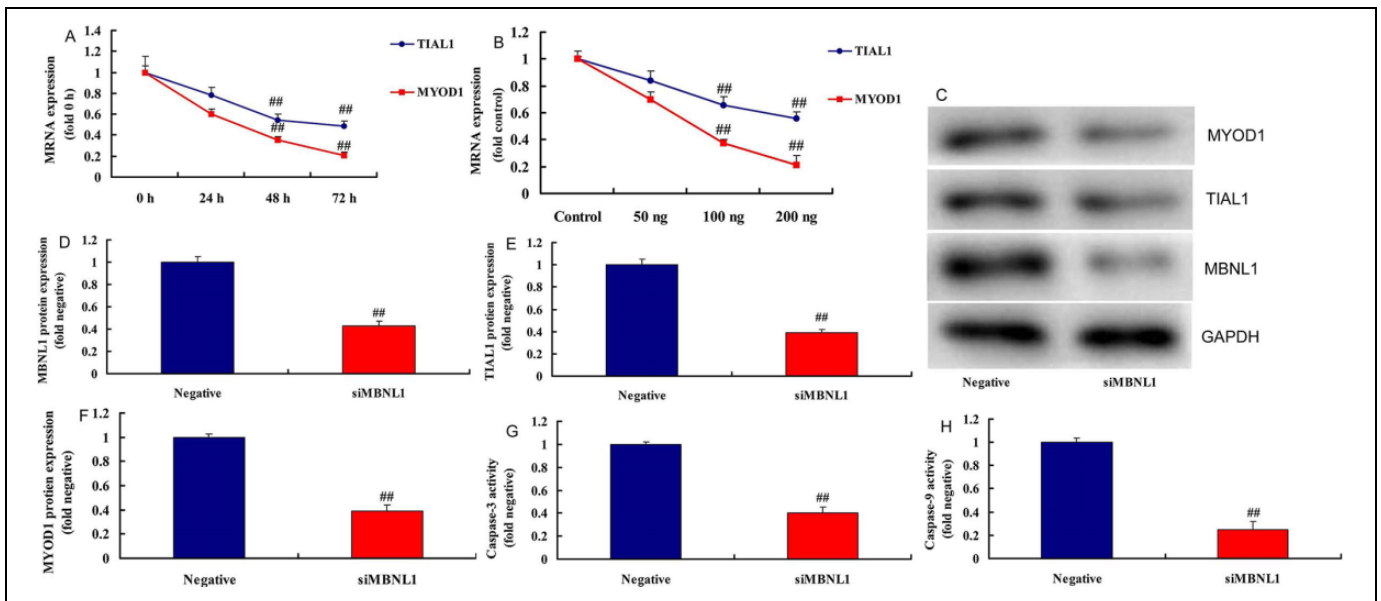 A
MRNA expression
(fold 0 h)
1.4
1.2
1
0.8
0.6
0.4
0.2
0
0 h
24 h
48 h
72 h
##
##
##
##
TIAL1
MYOD1
B
MRNA expression
(fold control)
1.2
1
0.8
0.6
0.4
0.2
0
Control
50 ng
100 ng
200 ng
##
##
##
##
TIAL1
MYOD1
C
MYOD1
TIAL1
MBNL1
GAPDH
Negative
siMBNL1
D
MBNL1 protein expression
(fold negative)
1.2
1
0.8
0.6
0.4
0.2
0
##
Negative
siMBNL1
E
TIAL1 protien expression
(fold negative)
1.2
1
0.8
0.6
0.4
0.2
0
##
Negative
siMBNL1
F
MYOD1 protien expression
(fold negative)
1.2
1
0.8
0.6
0.4
0.2
0
##
Negative
siMBNL1
G
Caspase-3 activity
(fold negative)
1.2
1
0.8
0.6
0.4
0.2
0
##
Negative
siMBNL1
H
Caspase-9 activity
(fold negative)
1.2
1
0.8
0.6
0.4
0.2
0
##
Negative
siMBNL1